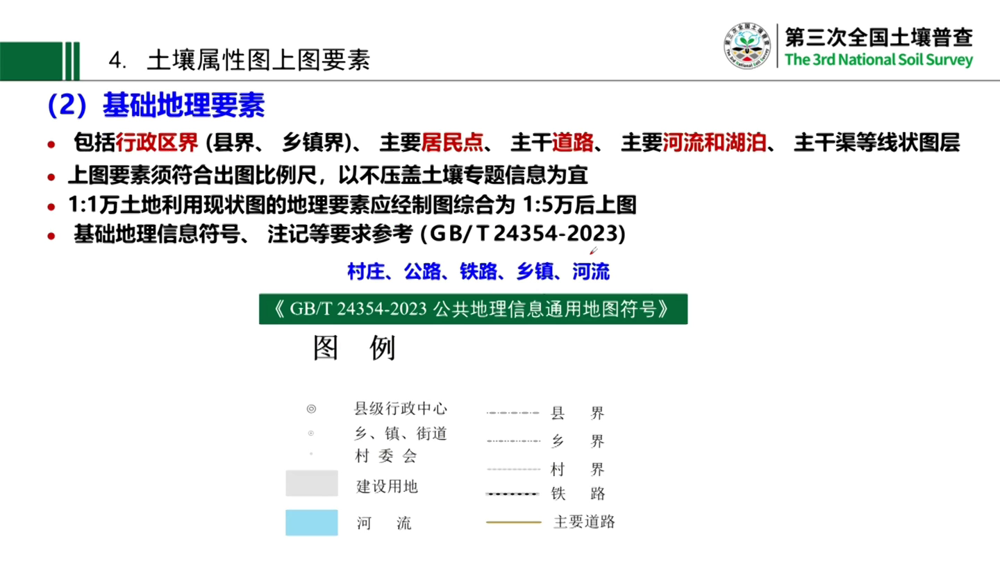 4. 土壤属性图上图要素
第三次全国土壤普查
The 3rd National Soil Survey
（2）基础地理要素
• 包括行政区界 (县界、 乡镇界)、 主要居民点、 主干道路、 主要河流和湖泊、 主干渠等线状图层
• 上图要素须符合出图比例尺，以不压盖土壤专题信息为宜
• 1:1万土地利用现状图的地理要素应经制图综合为 1:5万后上图
• 基础地理信息符号、 注记等要求参考 (GB/T 24354-2023)
村庄、公路、铁路、乡镇、河流
《 GB/T 24354-2023 公共地理信息通用地图符号》
图 例
县级行政中心
乡、镇、街道
村 委 会
建设用地
河 流
县 界
乡 界
村 界
铁 路
主要道路